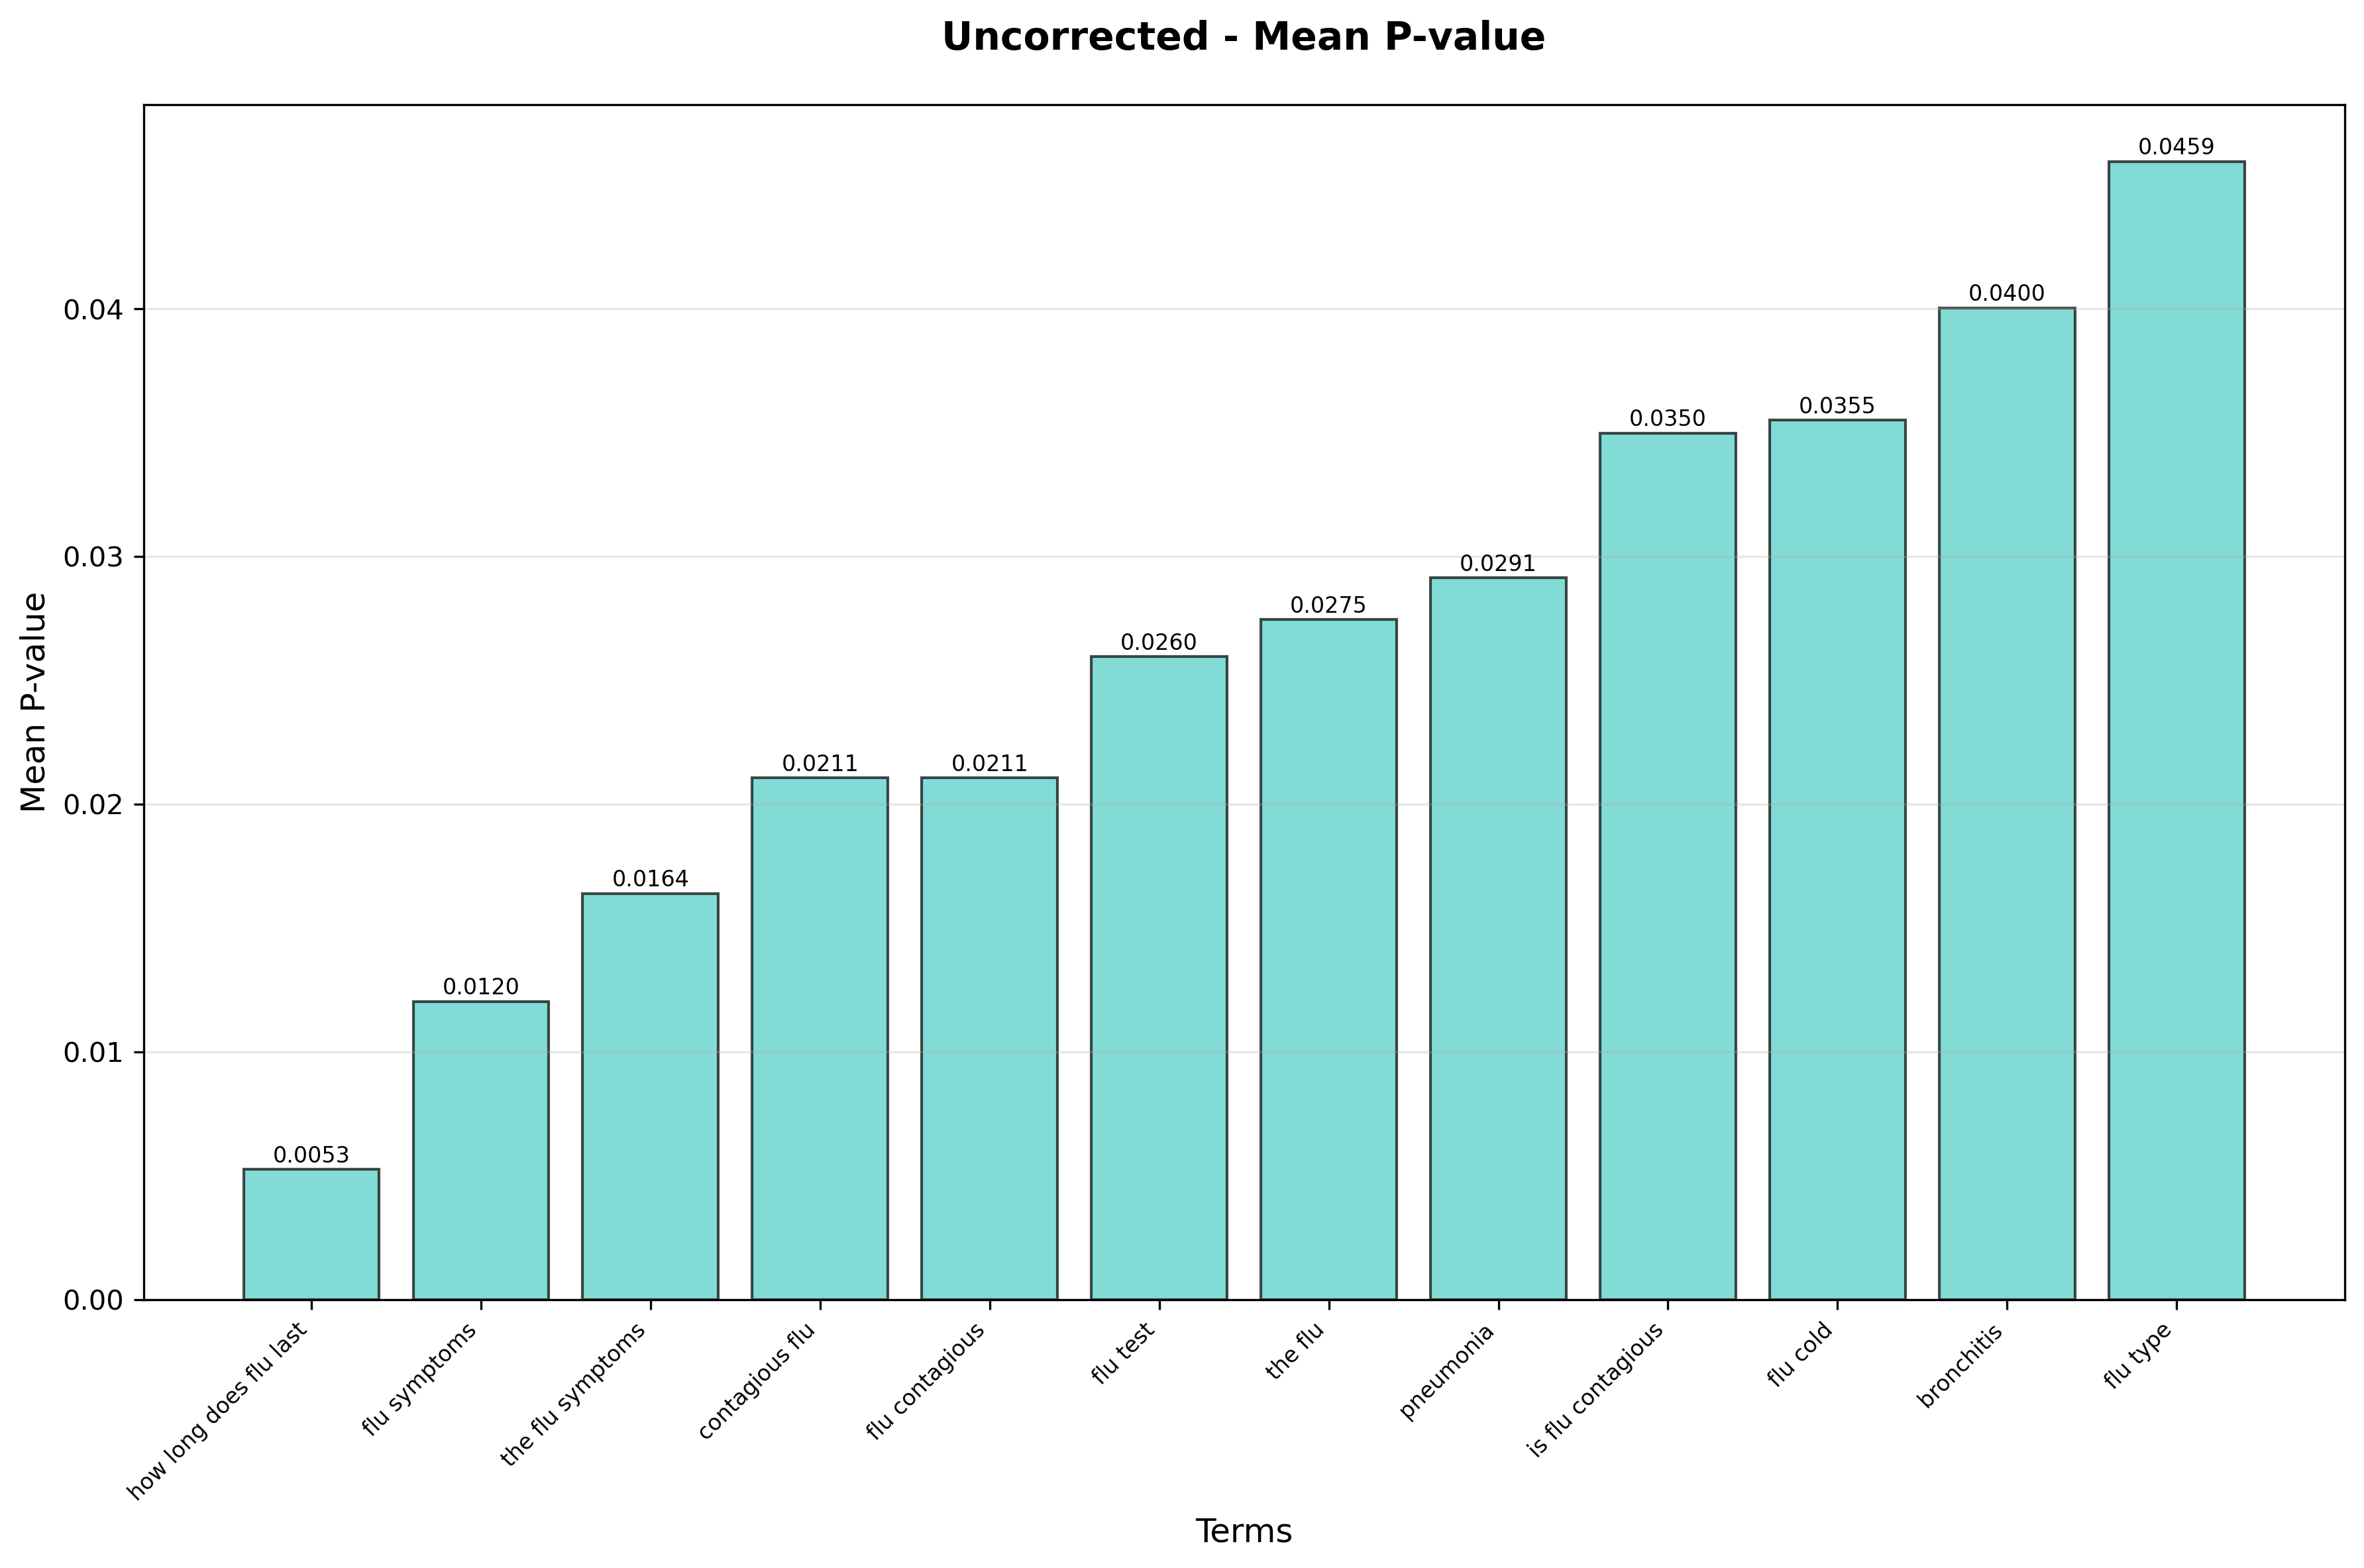 Uncorrected - Mean P-value
Mean P-value
0.04
0.03
0.02
0.01
0.00
0.0053
0.0120
0.0164
0.0211
0.0211
0.0260
0.0275
0.0291
0.0350
0.0355
0.0400
0.0459
how long does flu last
flu symptoms
the flu symptoms
contagious flu
flu contagious
flu test
the flu
pneumonia
is flu contagious
flu cold
bronchitis
flu type
Terms